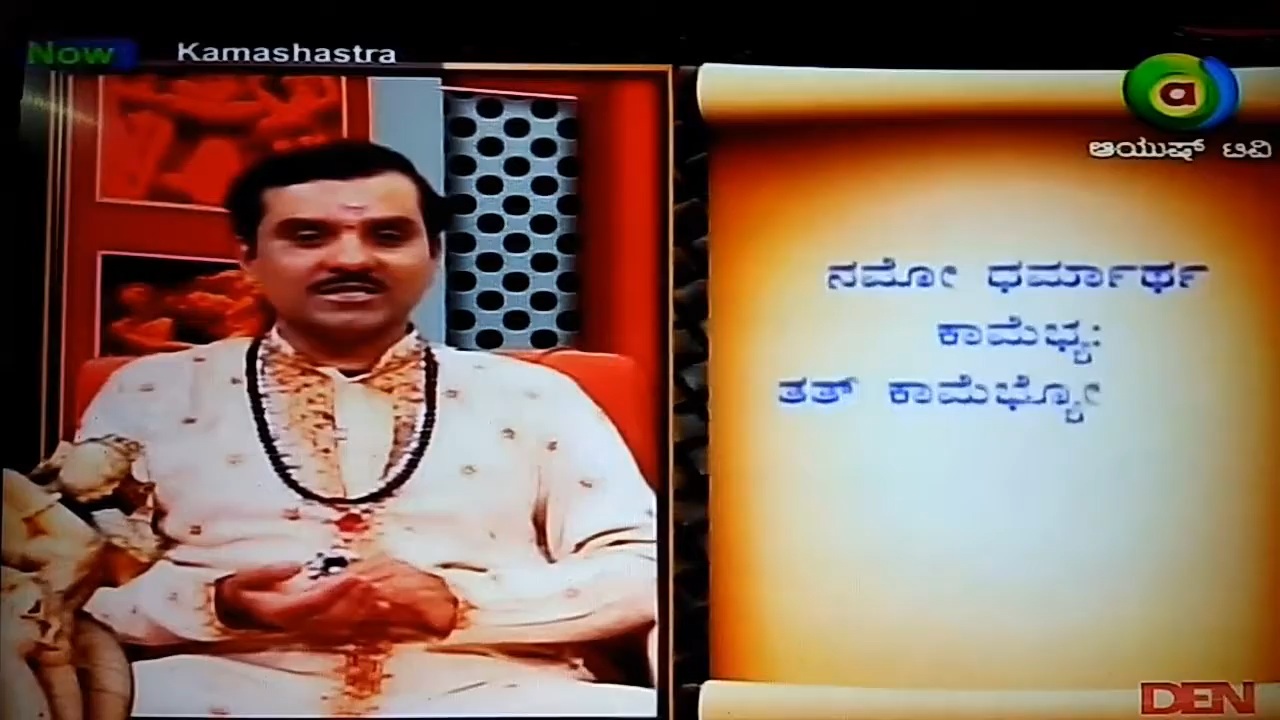 Now Kamashastra
a
ಆಯುಷ್ ಟಿವಿ
ನಮೋ ಧರ್ಮಾರ್ಥ
ಕಾಮೆಭ್ಯಃ
ತತ್ ಕಾಮೆಭ್ಯೋ
DEN